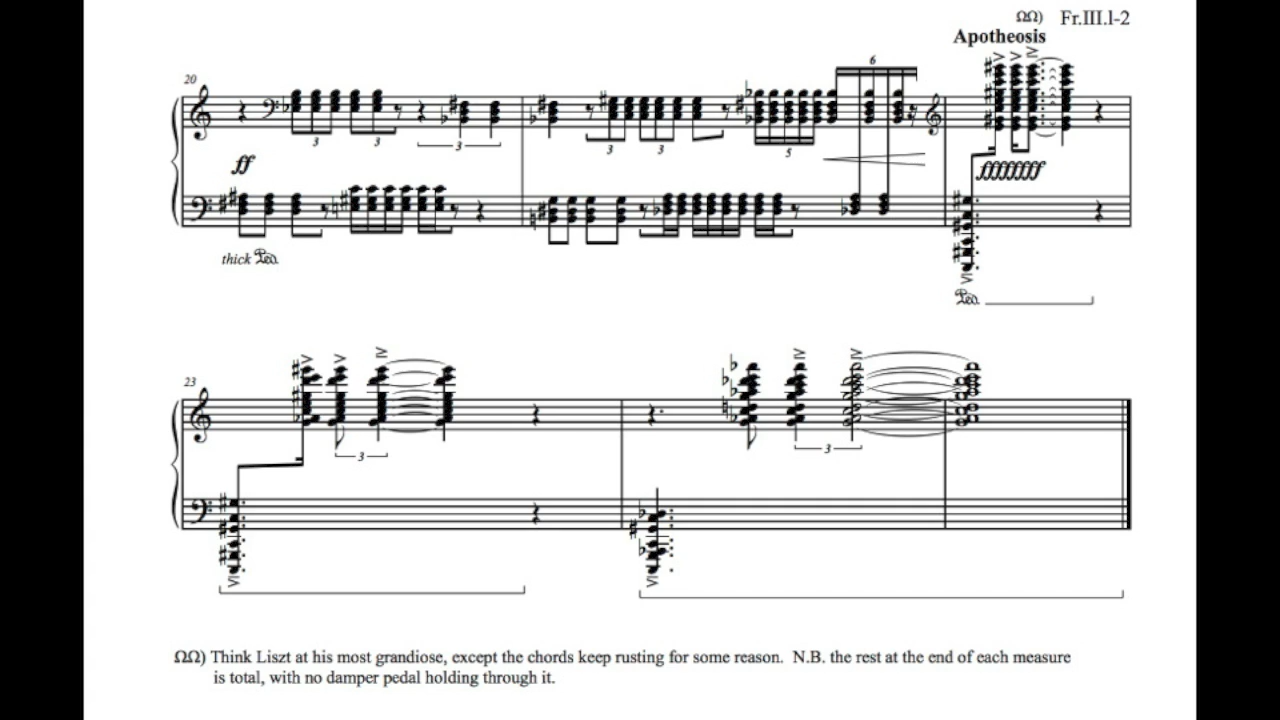 ΩΩ) Fr.III.l-2
Apotheosis
20
6
3 3 3
3 3 5
ff
ffffffff
thick Ped.
Ped.
23
3
3
ΩΩ) Think Liszt at his most grandiose, except the chords keep rusting for some reason. N.B. the rest at the end of each measure
is total, with no damper pedal holding through it.